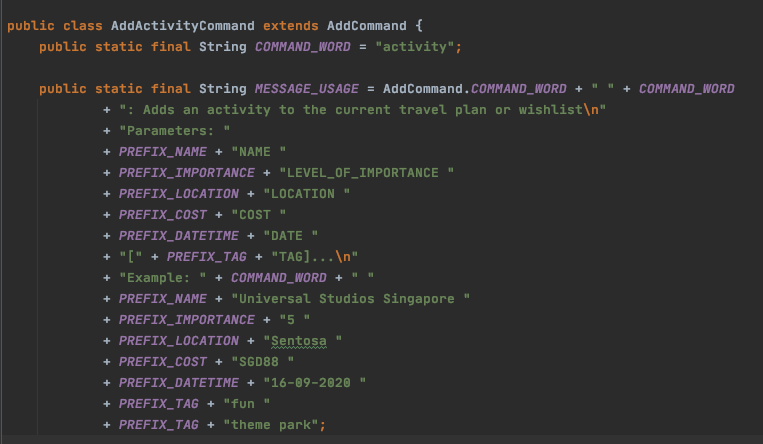 public class AddActivityCommand extends AddCommand {
public static final String COMMAND_WORD = "activity";
public static final String MESSAGE_USAGE = AddCommand.COMMAND_WORD + " " + COMMAND_WORD
+ ": Adds an activity to the current travel plan or wishlist\n"
+ "Parameters: "
+ PREFIX_NAME + "NAME "
+ PREFIX_IMPORTANCE + "LEVEL_OF_IMPORTANCE "
+ PREFIX_LOCATION + "LOCATION "
+ PREFIX_COST + "COST "
+ PREFIX_DATETIME + "DATE "
+ "[" + PREFIX_TAG + "TAG]...\n"
+ "Example: " + COMMAND_WORD + " "
+ PREFIX_NAME + "Universal Studios Singapore "
+ PREFIX_IMPORTANCE + "5 "
+ PREFIX_LOCATION + "Sentosa "
+ PREFIX_COST + "SGD88 "
+ PREFIX_DATETIME + "16-09-2020 "
+ PREFIX_TAG + "fun "
+ PREFIX_TAG + "theme park";